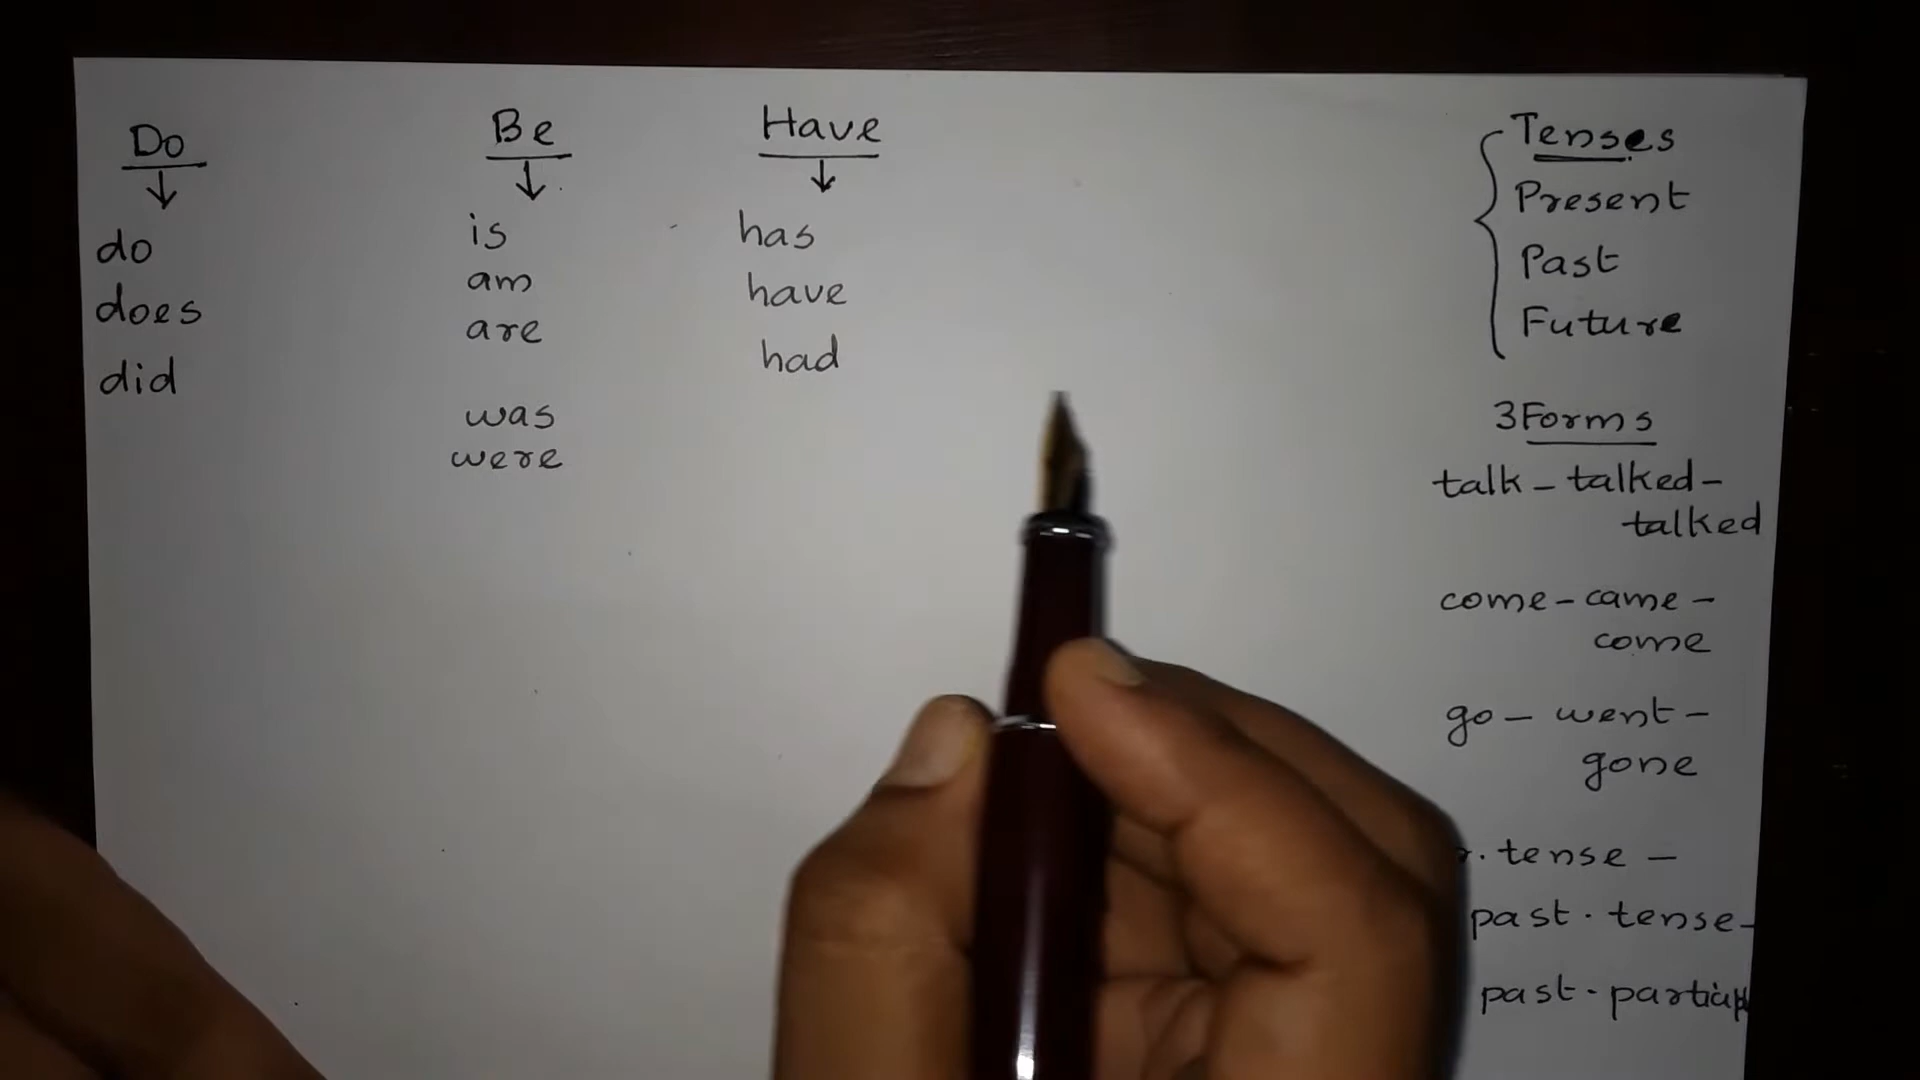 Do
do
does
did
Be
is
am
are
was
were
Have
has
have
had
Tenses
Present
Past
Future
3Forms
talk - talked -
talked
come - came -
come
go - went -
gone
. tense -
past . tense -
past - particip